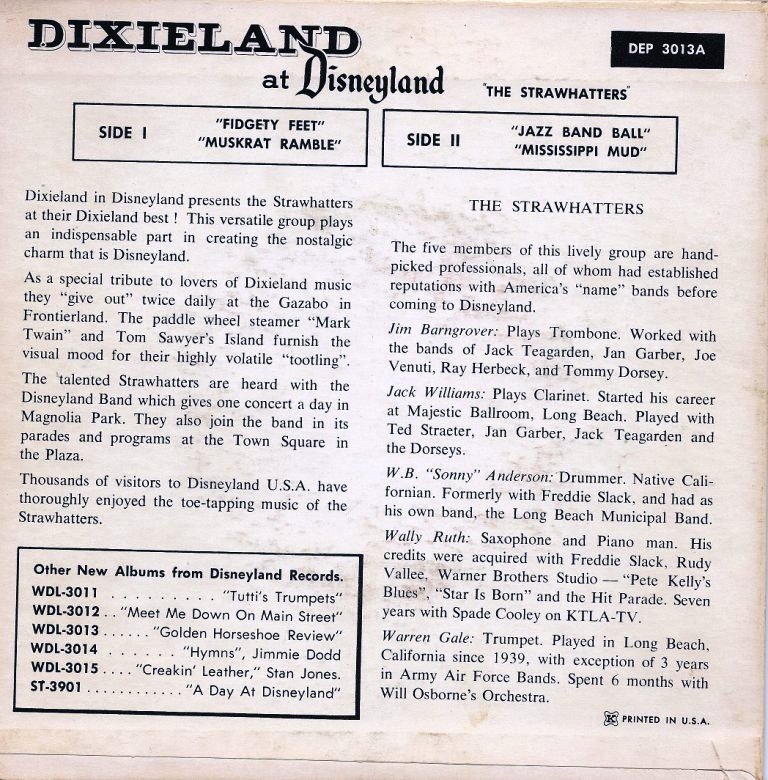 DIXIELAND
at Disneyland
"THE STRAWHATTERS"
DEP 3013A
SIDE I
"FIDGETY FEET"
"MUSKRAT RAMBLE"
SIDE II
"JAZZ BAND BALL"
"MISSISSIPPI MUD"
Dixieland in Disneyland presents the Strawhatters
at their Dixieland best ! This versatile group plays
an indispensable part in creating the nostalgic
charm that is Disneyland.
As a special tribute to lovers of Dixieland music
they "give out" twice daily at the Gazabo in
Frontierland. The paddle wheel steamer "Mark
Twain" and Tom Sawyer's Island furnish the
visual mood for their highly volatile "tootling".
The talented Strawhatters are heard with the
Disneyland Band which gives one concert a day in
Magnolia Park. They also join the band in its
parades and programs at the Town Square in
the Plaza.
Thousands of visitors to Disneyland U.S.A. have
thoroughly enjoyed the toe-tapping music of the
Strawhatters.
Other New Albums from Disneyland Records.
WDL-3011 . . . . . . . . . "Tutti's Trumpets"
WDL-3012 . . "Meet Me Down On Main Street"
WDL-3013 . . . . . . "Golden Horseshoe Review"
WDL-3014 . . . . . . "Hymns", Jimmie Dodd
WDL-3015 . . . . "Creakin' Leather," Stan Jones.
ST-3901 . . . . . . . . . . . . "A Day At Disneyland"
THE STRAWHATTERS
The five members of this lively group are hand-
picked professionals, all of whom had established
reputations with America's "name" bands before
coming to Disneyland.
Jim Barngrover: Plays Trombone. Worked with
the bands of Jack Teagarden, Jan Garber, Joe
Venuti, Ray Herbeck, and Tommy Dorsey.
Jack Williams: Plays Clarinet. Started his career
at Majestic Ballroom, Long Beach. Played with
Ted Straeter, Jan Garber, Jack Teagarden and
the Dorseys.
W.B. "Sonny" Anderson: Drummer. Native Cali-
fornian. Formerly with Freddie Slack, and had as
his own band, the Long Beach Municipal Band.
Wally Ruth: Saxophone and Piano man. His
credits were acquired with Freddie Slack, Rudy
Vallee, Warner Brothers Studio — "Pete Kelly's
Blues", "Star Is Born" and the Hit Parade. Seven
years with Spade Cooley on KTLA-TV.
Warren Gale: Trumpet. Played in Long Beach,
California since 1939, with exception of 3 years
in Army Air Force Bands. Spent 6 months with
Will Osborne's Orchestra.
PRINTED IN U.S.A.